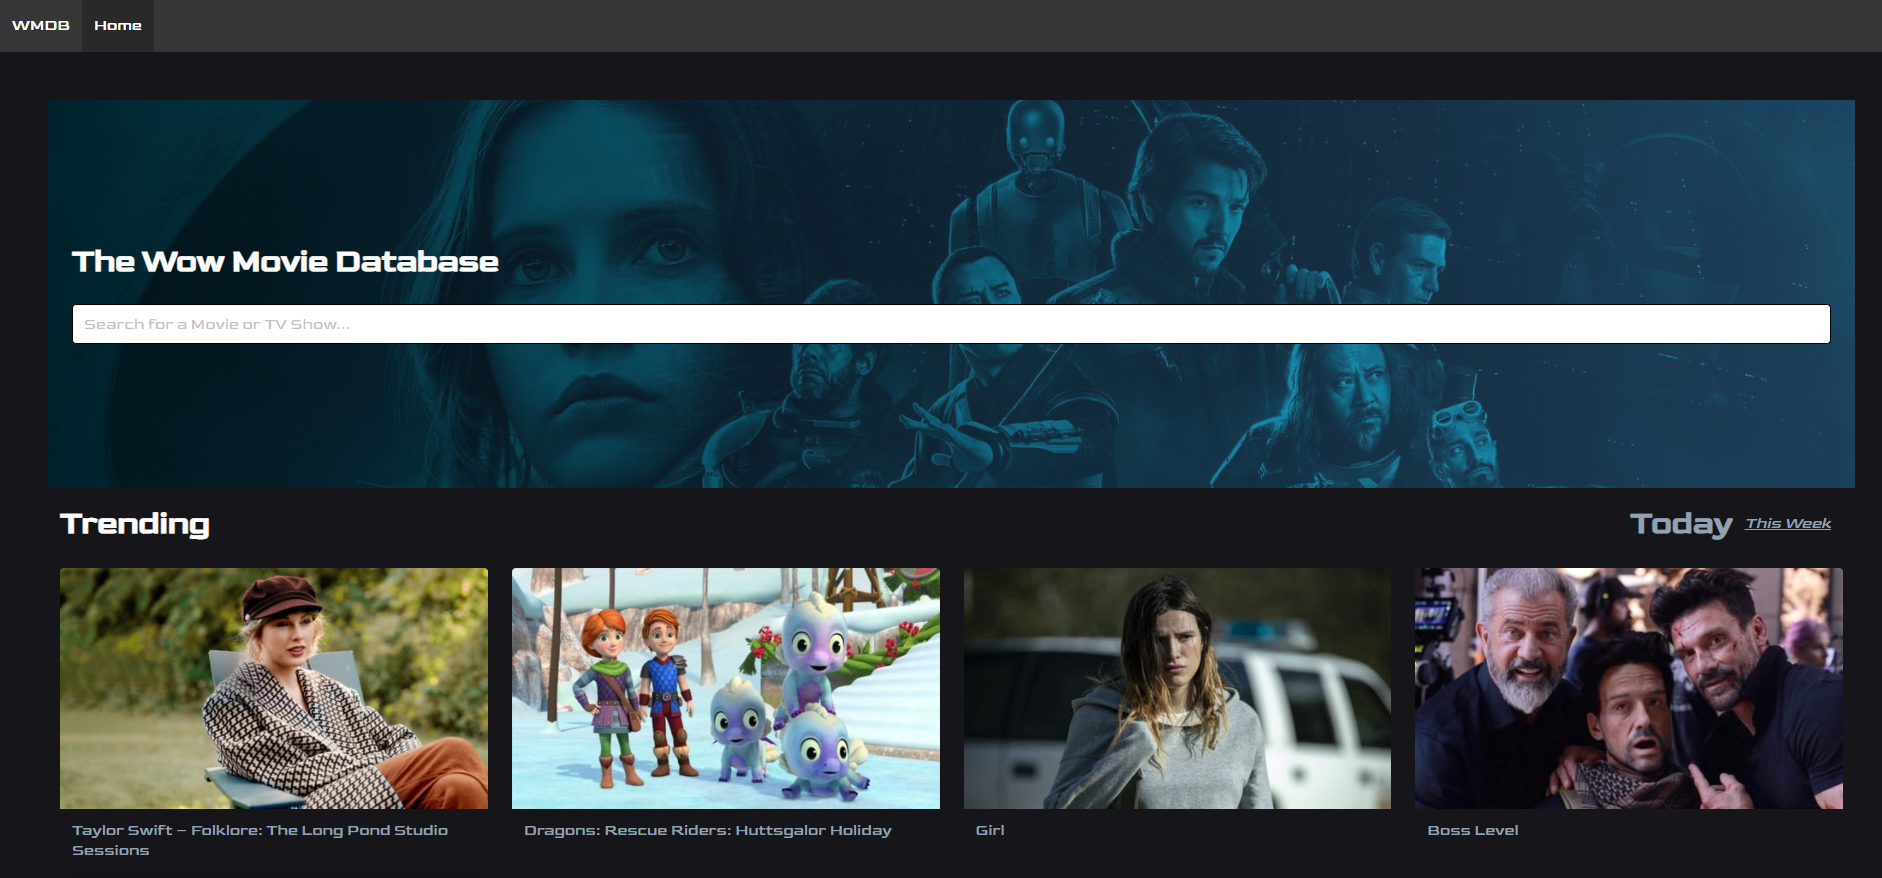 WMDB Home
The Wow Movie Database
Search for a Movie or TV Show...
Trending
Today This Week
Taylor Swift – Folklore: The Long Pond Studio
Sessions
Dragons: Rescue Riders: Huttsgalor Holiday
Girl
Boss Level